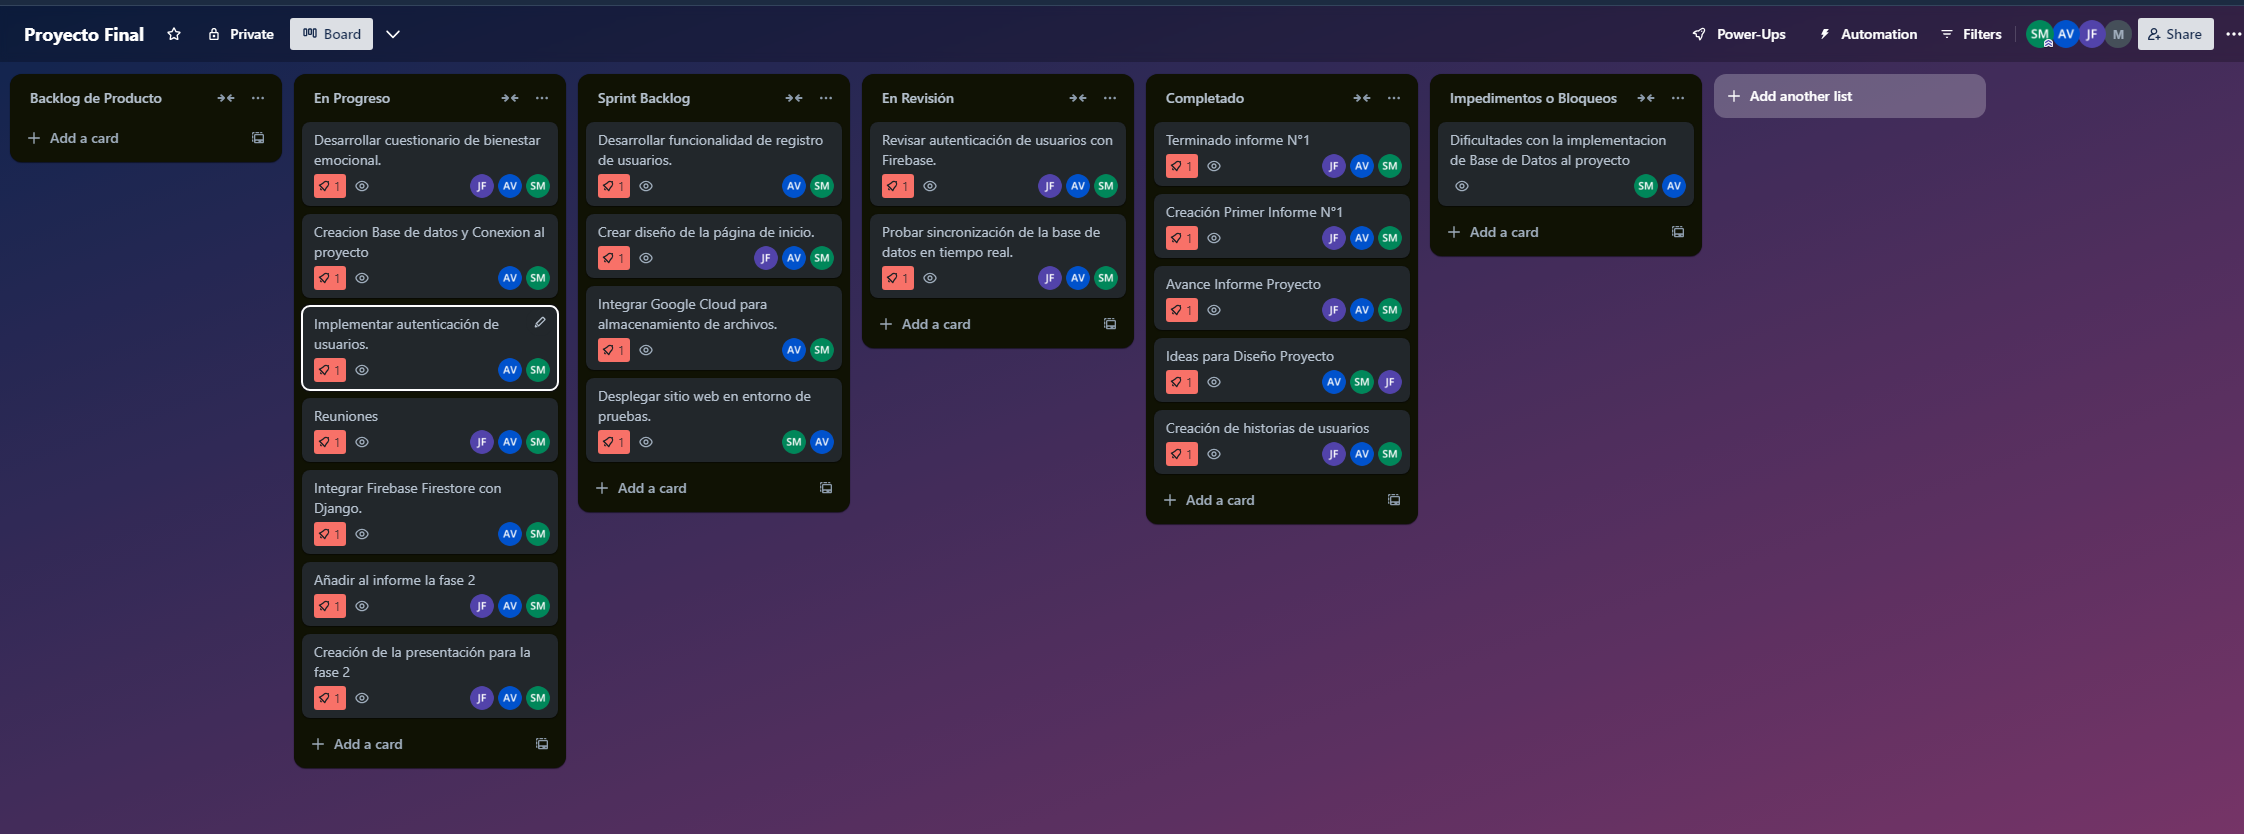 Proyecto Final
Private
Board
Power-Ups
Automation
Filters
SM
AV
JF
M
Share
Backlog de Producto
Add a card
En Progreso
Desarrollar cuestionario de bienestar
emocional.
1
JF AV SM
Creacion Base de datos y Conexion al
proyecto
1
AV SM
Implementar autenticación de
usuarios.
1
AV SM
Reuniones
1
JF AV SM
Integrar Firebase Firestore con
Django.
1
AV SM
Añadir al informe la fase 2
1
JF AV SM
Creación de la presentación para la
fase 2
1
JF AV SM
Add a card
Sprint Backlog
Desarrollar funcionalidad de registro
de usuarios.
1
AV SM
Crear diseño de la página de inicio.
1
JF AV SM
Integrar Google Cloud para
almacenamiento de archivos.
1
AV SM
Desplegar sitio web en entorno de
pruebas.
1
SM AV
Add a card
En Revisión
Revisar autenticación de usuarios con
Firebase.
1
JF AV SM
Probar sincronización de la base de
datos en tiempo real.
1
JF AV SM
Add a card
Completado
Terminado informe N°1
1
JF AV SM
Creación Primer Informe N°1
1
JF AV SM
Avance Informe Proyecto
1
JF AV SM
Ideas para Diseño Proyecto
1
AV SM JF
Creación de historias de usuarios
1
JF AV SM
Add a card
Impedimentos o Bloqueos
Dificultades con la implementacion
de Base de Datos al proyecto
SM AV
Add a card
Add another list